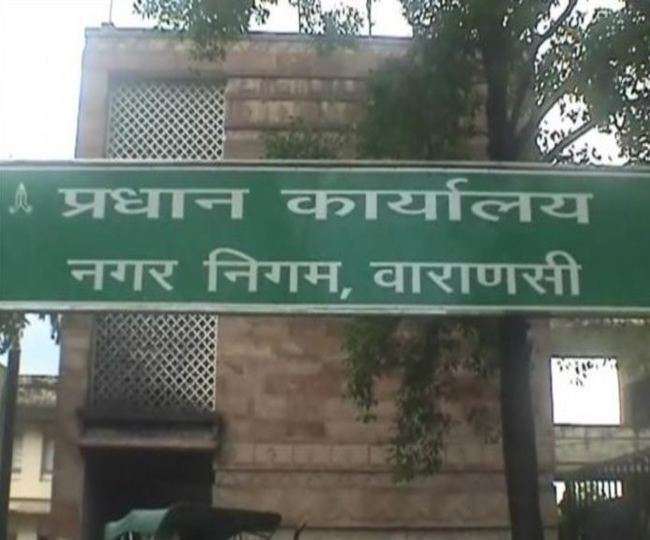 प्रधान कार्यालय
नगर निगम, वाराणसी